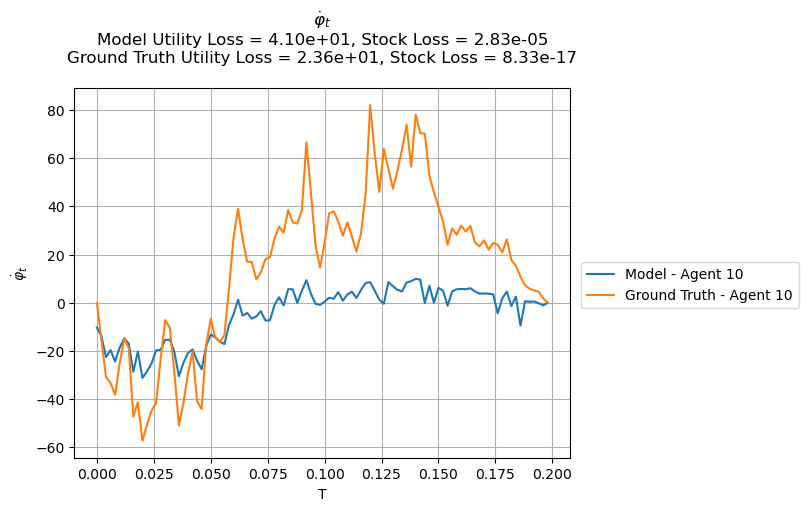 φ̇ₜ
Model Utility Loss = 4.10e+01, Stock Loss = 2.83e-05
Ground Truth Utility Loss = 2.36e+01, Stock Loss = 8.33e-17
φ̇ₜ
80
60
40
20
0
−20
−40
−60
0.000
0.025
0.050
0.075
0.100
0.125
0.150
0.175
0.200
T
Model - Agent 10
Ground Truth - Agent 10